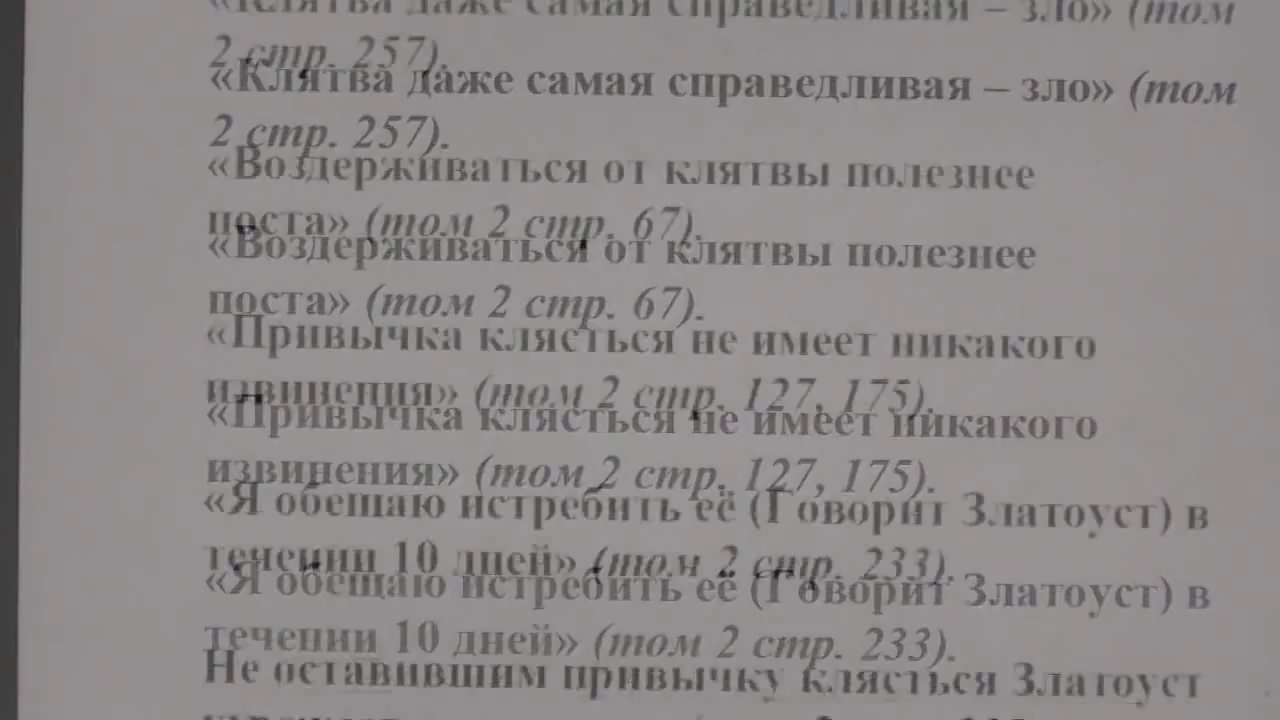 «Клятва даже самая справедливая – зло» (том
2 стр. 257).
«Клятва даже самая справедливая – зло» (том
2 стр. 257).
«Воздерживаться от клятвы полезнее
поста» (том 2 стр. 67).
«Воздерживаться от клятвы полезнее
поста» (том 2 стр. 67).
«Привычка клясться не имеет никакого
извинения» (том 2 стр. 127, 175).
«Привычка клясться не имеет никакого
извинения» (том 2 стр. 127, 175).
«Я обещаю истребить её (Говорит Златоуст) в
течении 10 дней» (том 2 стр. 233).
«Я обещаю истребить её (Говорит Златоуст) в
течении 10 дней» (том 2 стр. 233).
Не оставившим привычку клясться Златоуст